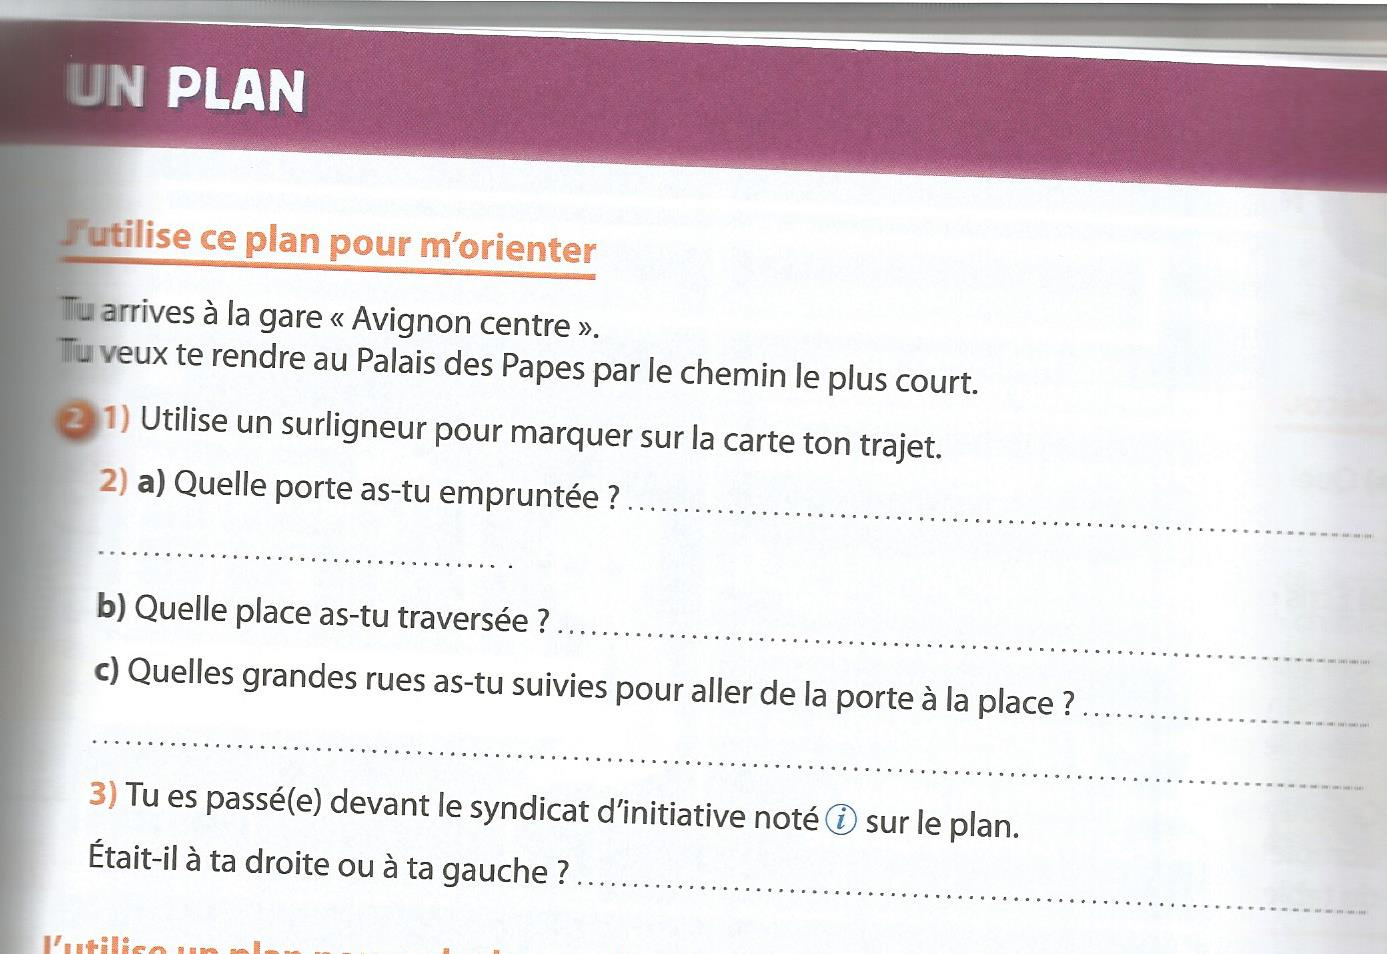 UN PLAN
J'utilise ce plan pour m'orienter
Tu arrives à la gare « Avignon centre ».
Tu veux te rendre au Palais des Papes par le chemin le plus court.
2 1) Utilise un surligneur pour marquer sur la carte ton trajet.
2) a) Quelle porte as-tu empruntée ? ........................................
........................................ .
b) Quelle place as-tu traversée ? ........................................
c) Quelles grandes rues as-tu suivies pour aller de la porte à la place ? ....................
........................................
3) Tu es passé(e) devant le syndicat d'initiative noté i sur le plan.
Était-il à ta droite ou à ta gauche ? ........................................
J'utilise un plan pour